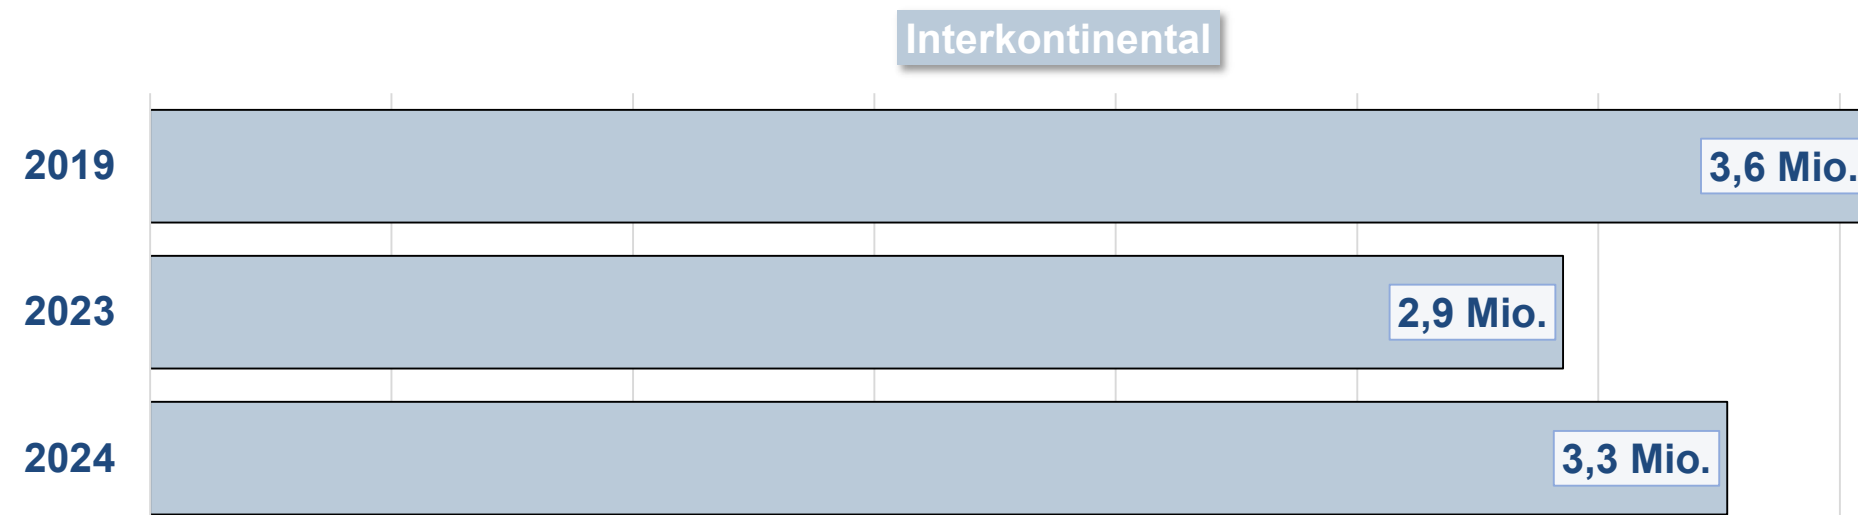 Interkontinental
2019
3,6 Mio.
2023
2,9 Mio.
2024
3,3 Mio.